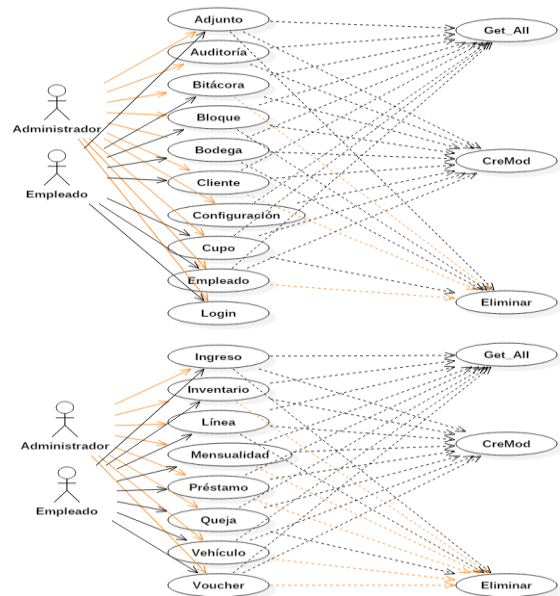 Adjunto
Get_All
Auditoría
Bitácora
Administrador
Bloque
Bodega
CreMod
Empleado
Cliente
Configuración
Cupo
Empleado
Eliminar
Login
Ingreso
Get_All
Inventario
Administrador
Línea
CreMod
Mensualidad
Préstamo
Empleado
Queja
Vehículo
Voucher
Eliminar